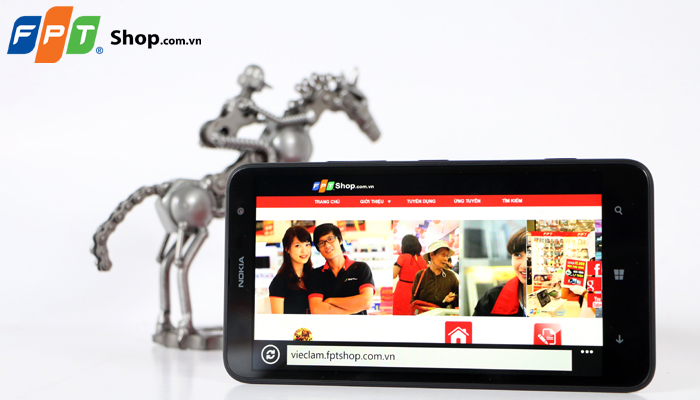 FPT® Shop.com.vn
FPT Shop.com.vn
TRANG CHỦ GIỚI THIỆU TUYỂN DỤNG ỨNG TUYỂN TÌM KIẾM
NOKIA
FPT
vieclam.fptshop.com.vn